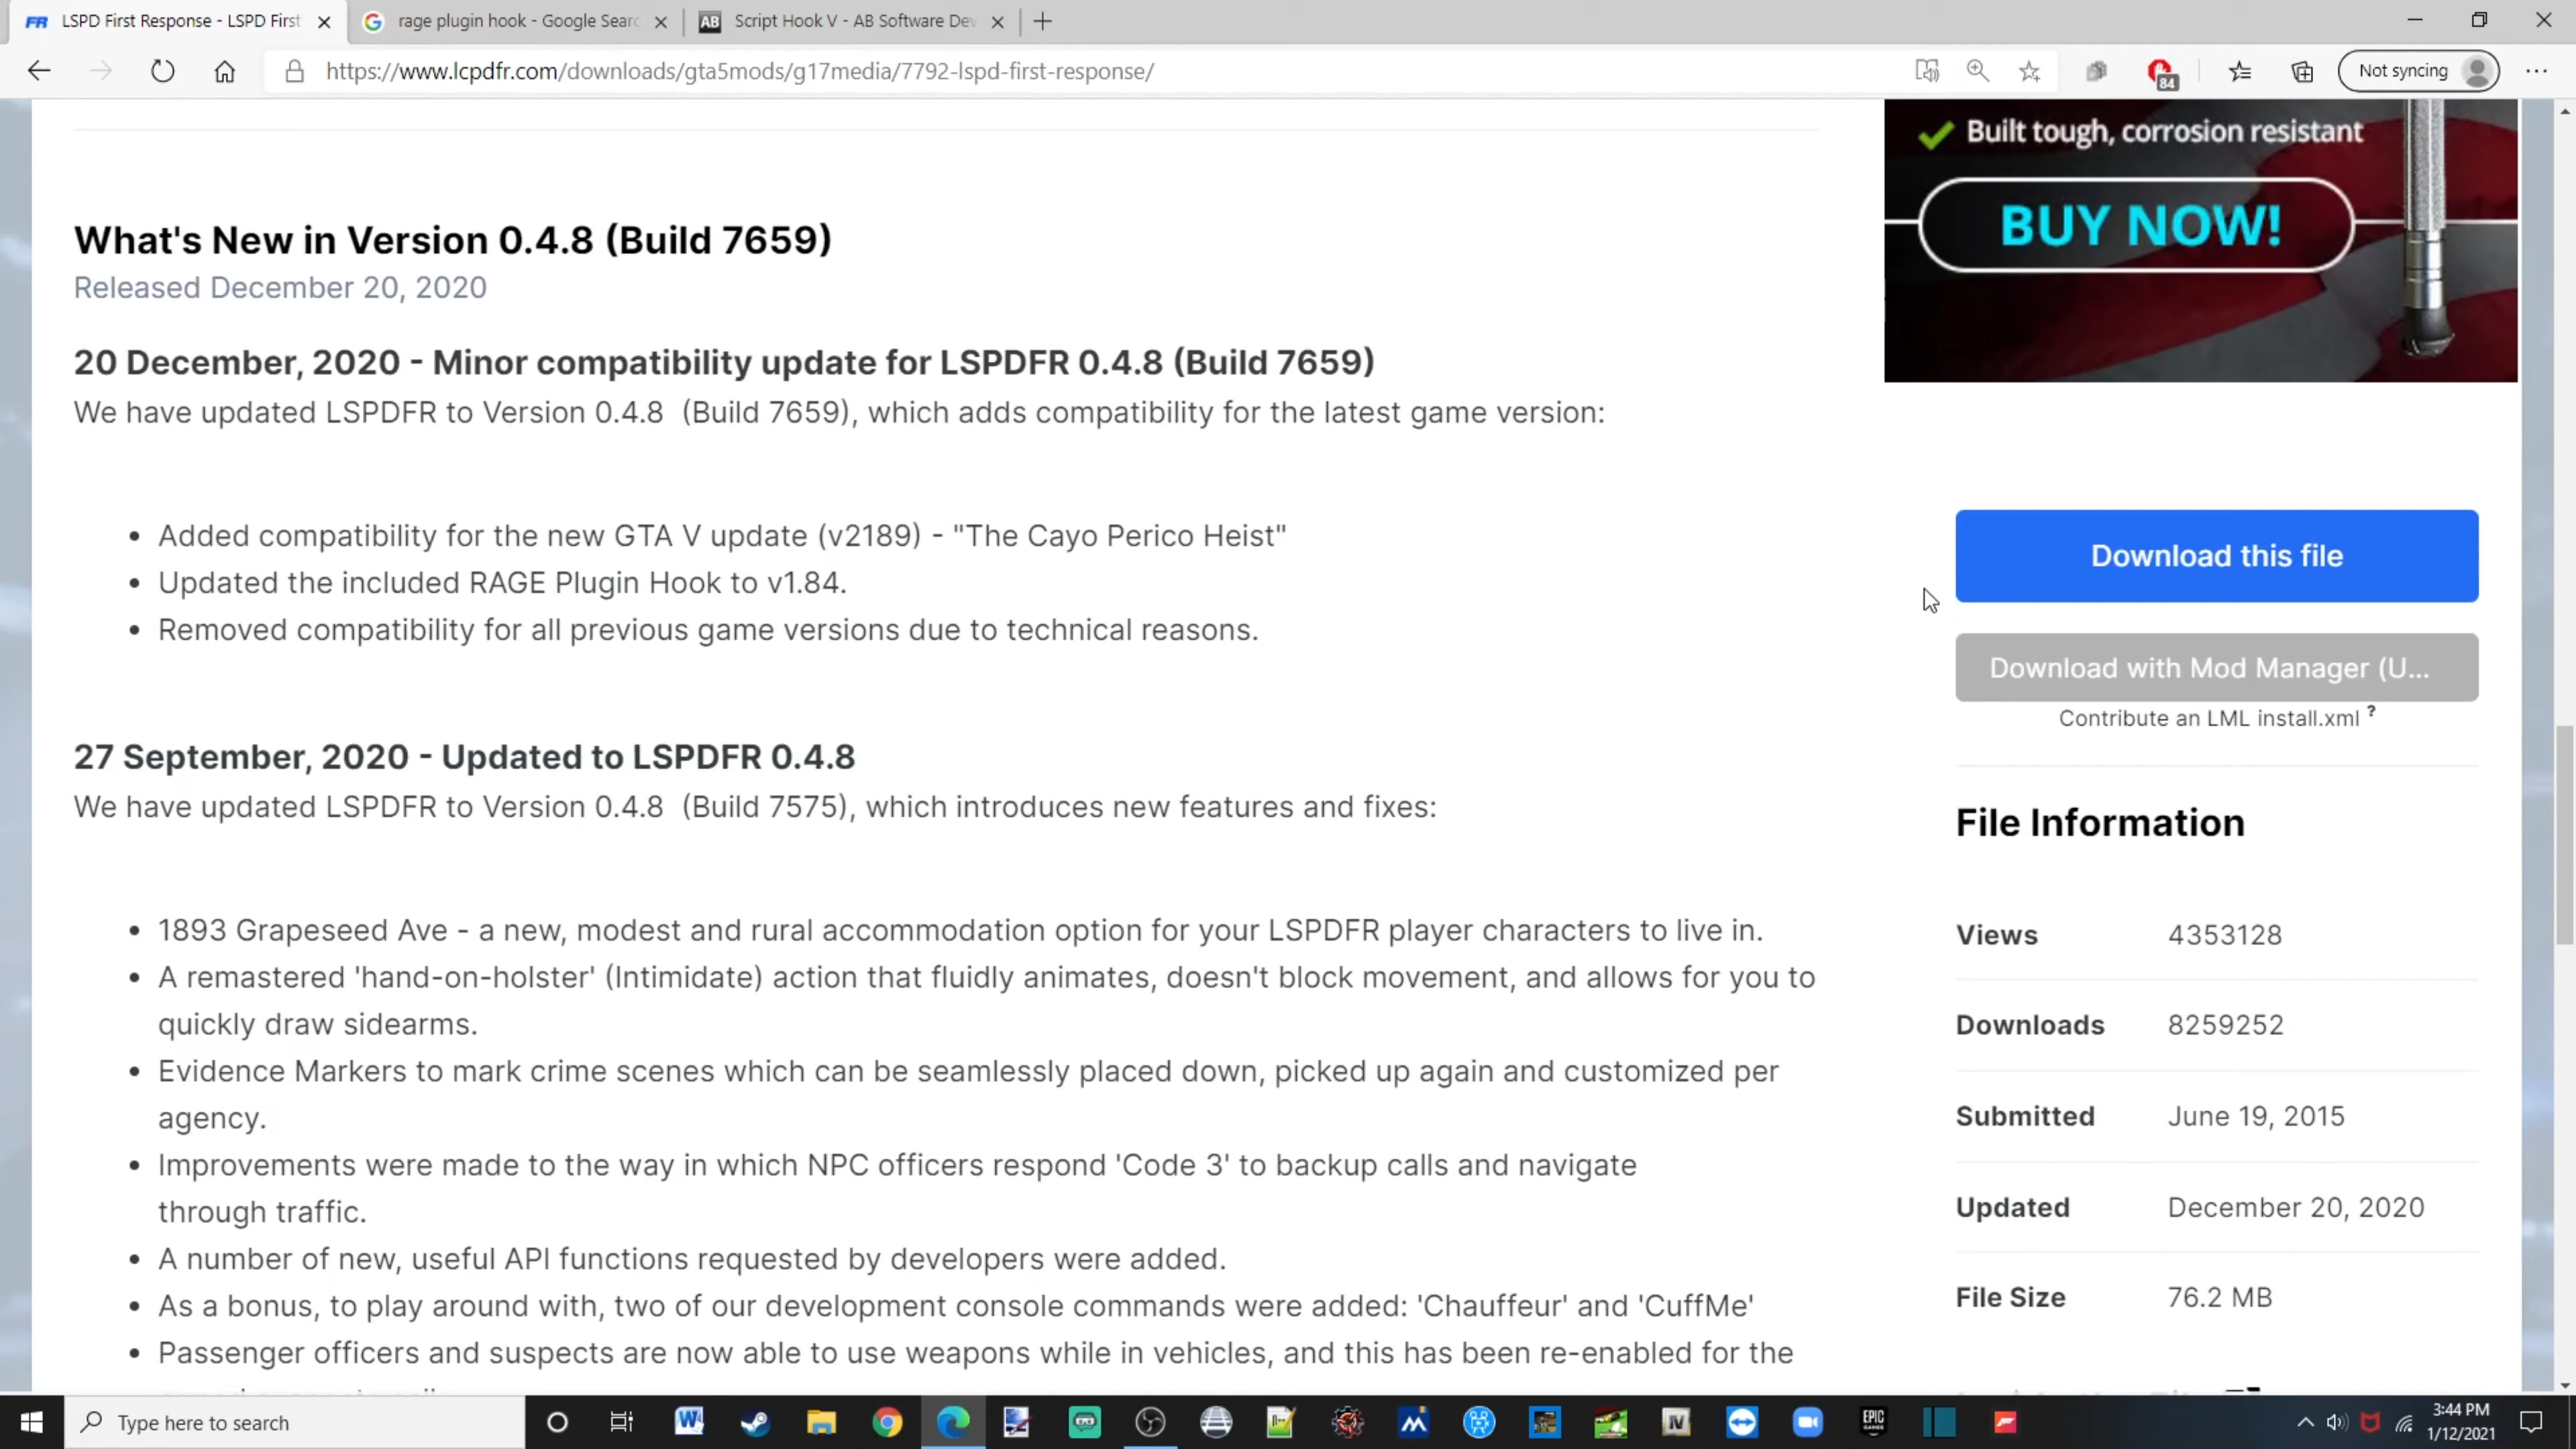 FR LSPD First Response - LSPD First
rage plugin hook - Google Searc
AB Script Hook V - AB Software Dev
https://www.lcpdfr.com/downloads/gta5mods/g17media/7792-lspd-first-response/
84
Not syncing
Built tough, corrosion resistant
BUY NOW!
What's New in Version 0.4.8 (Build 7659)
Released December 20, 2020
20 December, 2020 - Minor compatibility update for LSPDFR 0.4.8 (Build 7659)
We have updated LSPDFR to Version 0.4.8 (Build 7659), which adds compatibility for the latest game version:
• Added compatibility for the new GTA V update (v2189) - "The Cayo Perico Heist"
• Updated the included RAGE Plugin Hook to v1.84.
• Removed compatibility for all previous game versions due to technical reasons.
27 September, 2020 - Updated to LSPDFR 0.4.8
We have updated LSPDFR to Version 0.4.8 (Build 7575), which introduces new features and fixes:
• 1893 Grapeseed Ave - a new, modest and rural accommodation option for your LSPDFR player characters to live in.
• A remastered 'hand-on-holster' (Intimidate) action that fluidly animates, doesn't block movement, and allows for you to
quickly draw sidearms.
• Evidence Markers to mark crime scenes which can be seamlessly placed down, picked up again and customized per
agency.
• Improvements were made to the way in which NPC officers respond 'Code 3' to backup calls and navigate
through traffic.
• A number of new, useful API functions requested by developers were added.
• As a bonus, to play around with, two of our development console commands were added: 'Chauffeur' and 'CuffMe'
• Passenger officers and suspects are now able to use weapons while in vehicles, and this has been re-enabled for the
Download this file
Download with Mod Manager (U...
Contribute an LML install.xml ?
File Information
Views 4353128
Downloads 8259252
Submitted June 19, 2015
Updated December 20, 2020
File Size 76.2 MB
Type here to search
IV
EPIC GAMES
3:44 PM
1/12/2021